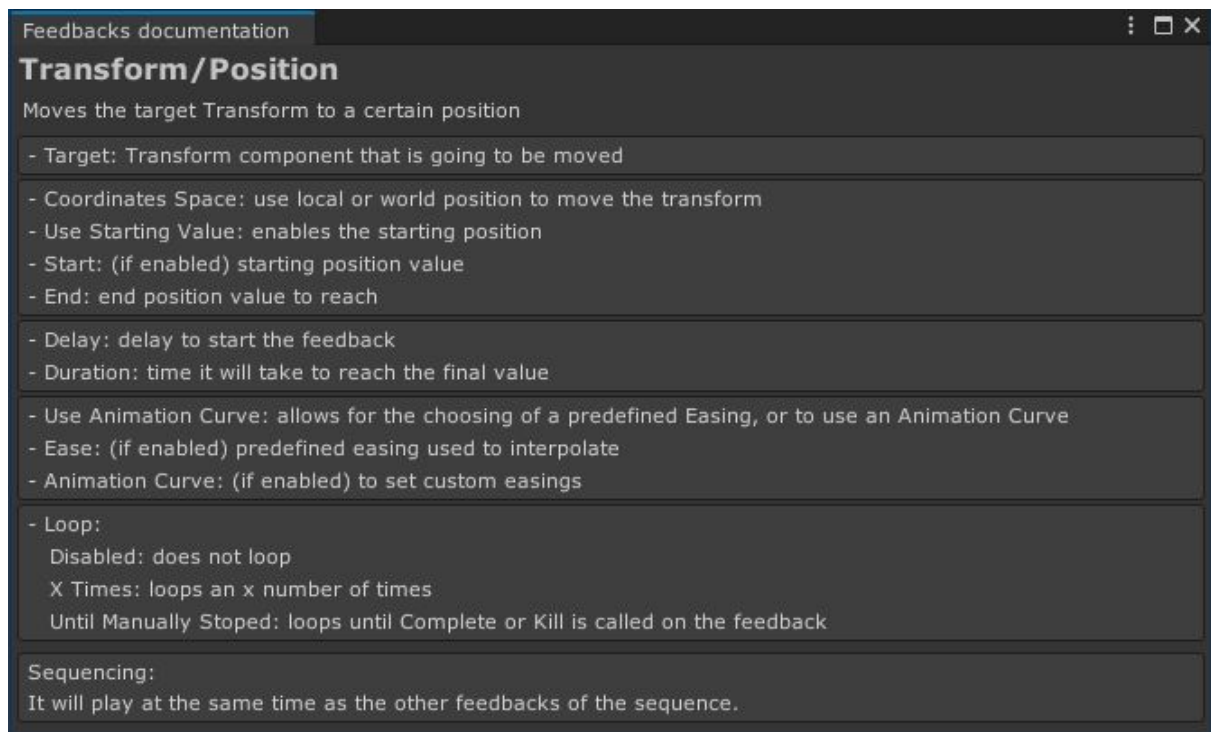 Feedbacks documentation
Transform/Position
Moves the target Transform to a certain position
- Target: Transform component that is going to be moved
- Coordinates Space: use local or world position to move the transform
- Use Starting Value: enables the starting position
- Start: (if enabled) starting position value
- End: end position value to reach
- Delay: delay to start the feedback
- Duration: time it will take to reach the final value
- Use Animation Curve: allows for the choosing of a predefined Easing, or to use an Animation Curve
- Ease: (if enabled) predefined easing used to interpolate
- Animation Curve: (if enabled) to set custom easings
- Loop:
Disabled: does not loop
X Times: loops an x number of times
Until Manually Stoped: loops until Complete or Kill is called on the feedback
Sequencing:
It will play at the same time as the other feedbacks of the sequence.